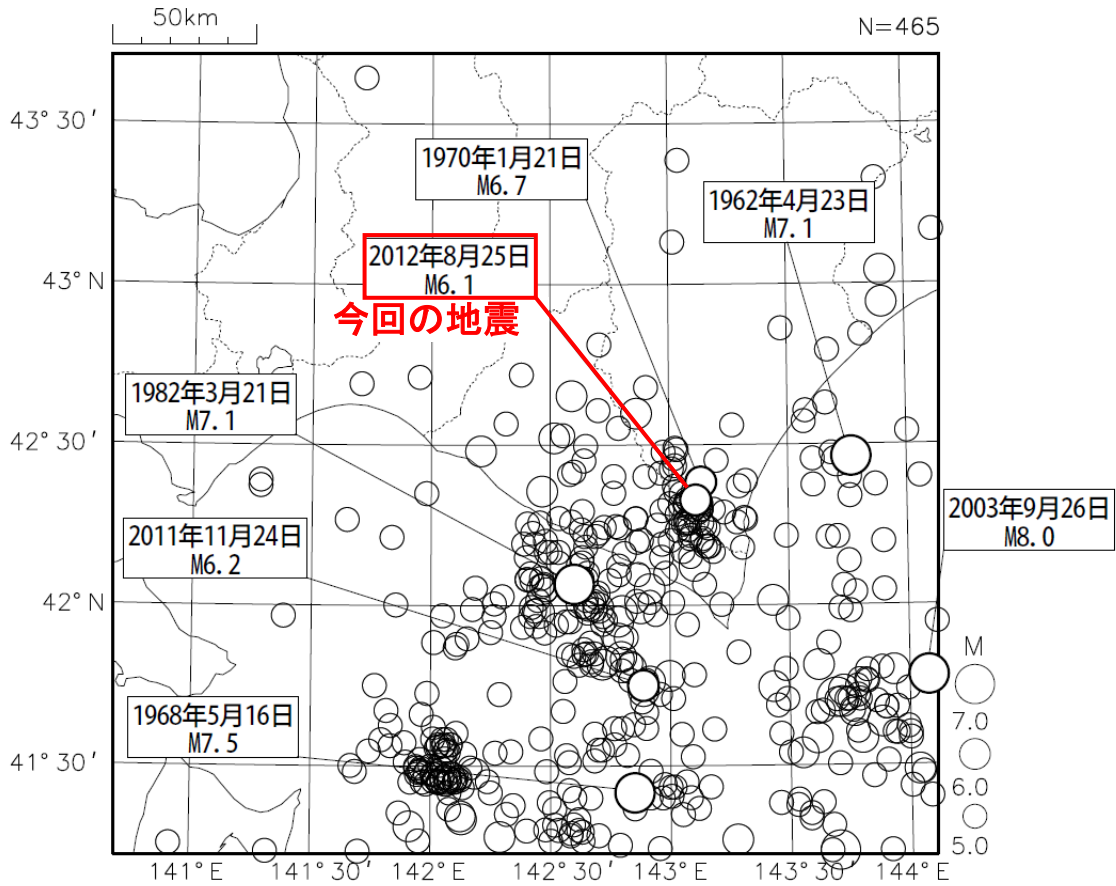 50km
N=465
43° 30′
1970年1月21日
M6.7
1962年4月23日
M7.1
2012年8月25日
M6.1
今回の地震
43° N
1982年3月21日
M7.1
42° 30′
2003年9月26日
M8.0
2011年11月24日
M6.2
42° N
M
1968年5月16日
M7.5
7.0
41° 30′
6.0
5.0
141° E
141° 30′
142° E
142° 30′
143° E
143° 30′
144° E